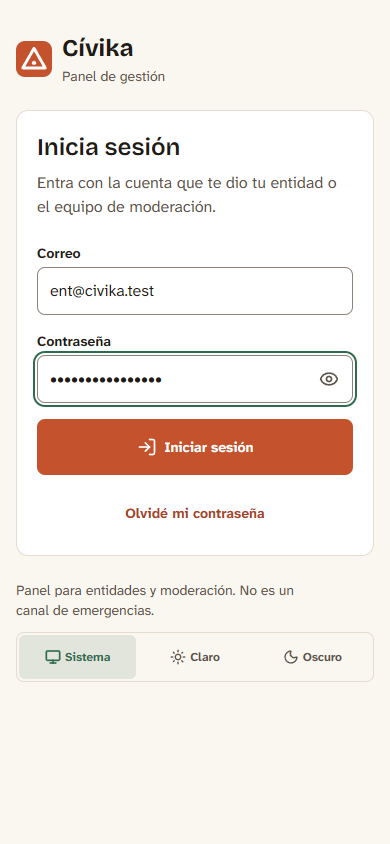 Cívika
Panel de gestión
Inicia sesión
Entra con la cuenta que te dio tu entidad o
el equipo de moderación.
Correo
ent@civika.test
Contraseña
••••••••••••••••
Iniciar sesión
Olvidé mi contraseña
Panel para entidades y moderación. No es un
canal de emergencias.
Sistema
Claro
Oscuro